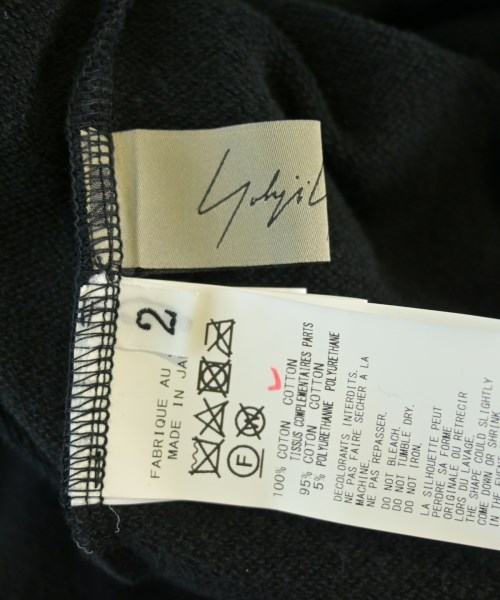 Yohji
2
FABRIQUE AU
MADE IN JA
F
W
100% COTON COTTON
TISSUS COMPLEMENTAIRES PARTS
95% COTON COTTON
5% POLYURETHANNE POLYURETHANE
DECOLORANTS INTERDITS.
NE PAS FAIRE SECHER A LA
MACHINE.
NE PAS REPASSER.
DO NOT BLEACH.
DO NOT TUMBLE DRY.
DO NOT IRON.
LA SILHOUETTE PEUT
PERDRE SA FORME
ORIGINALE OU RETRECIR
LORS DU LAVAGE.
THE SHAPE COULD SLIGHTLY
COME DOWN OR SHRINK
IN THE